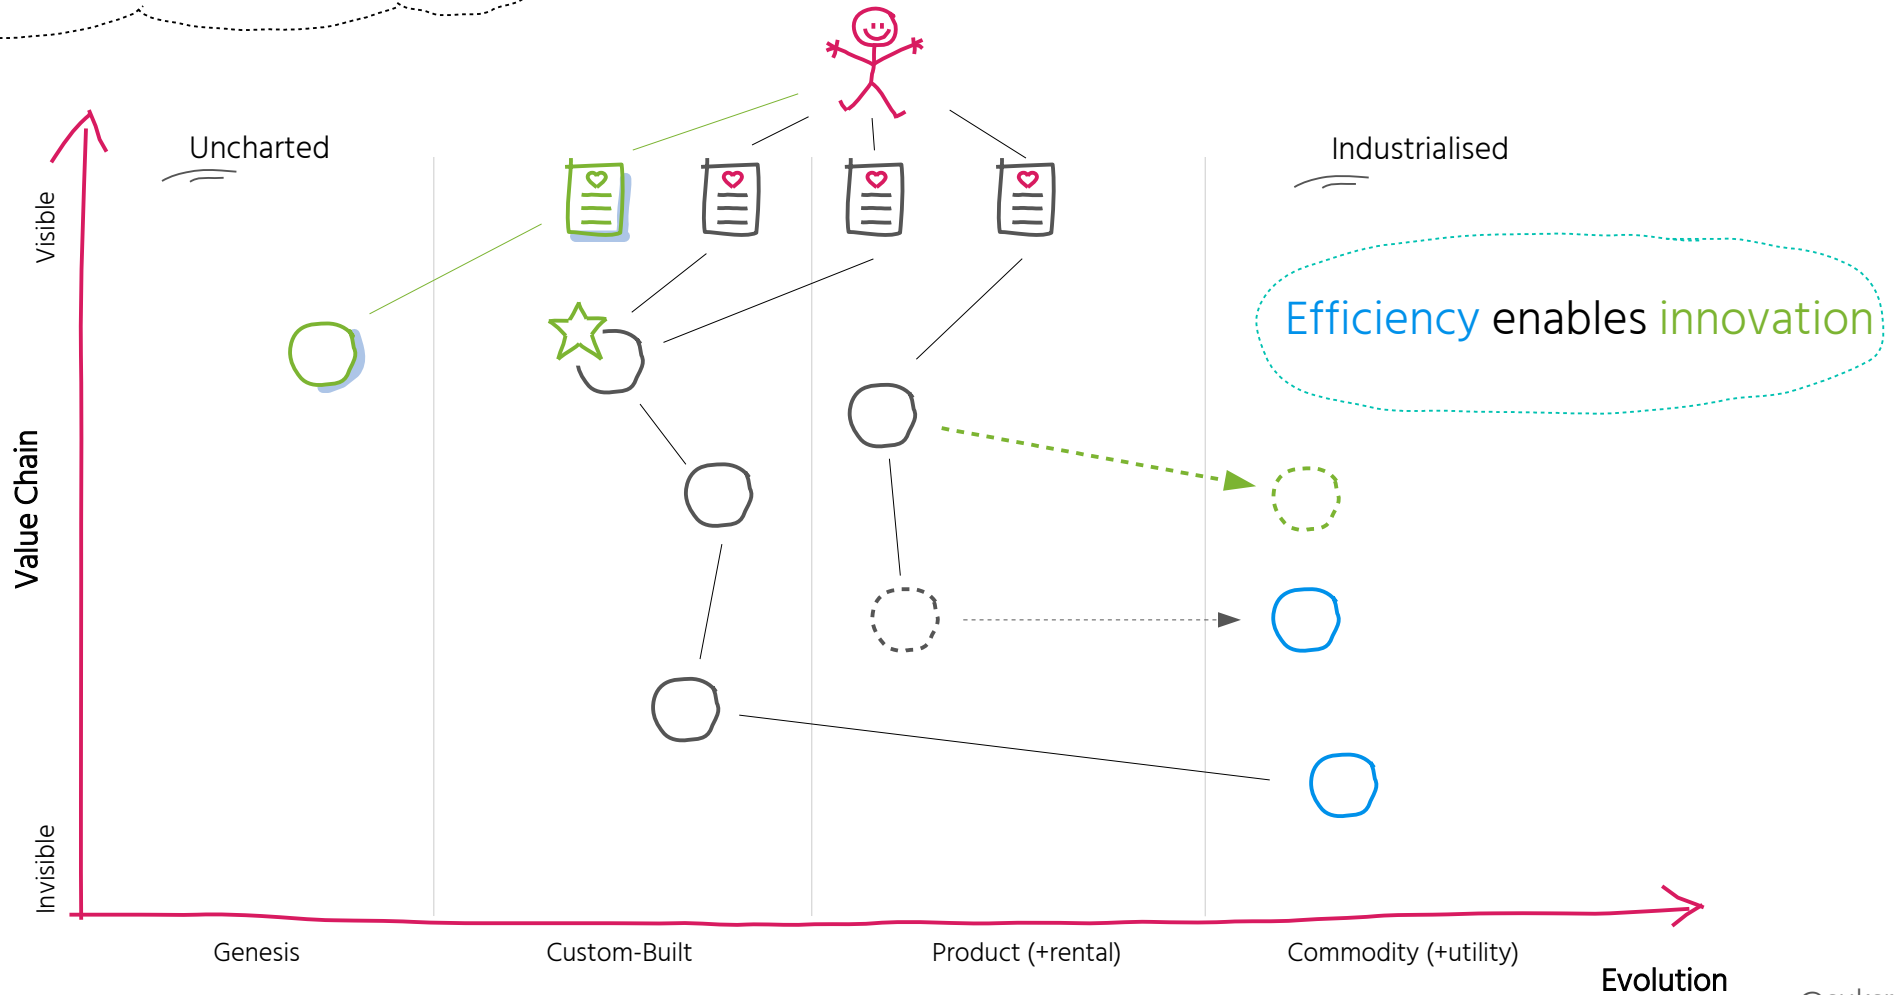 Uncharted
Industrialised
Visible
Efficiency enables innovation
Value Chain
Invisible
Genesis
Custom-Built
Product (+rental)
Commodity (+utility)
Evolution